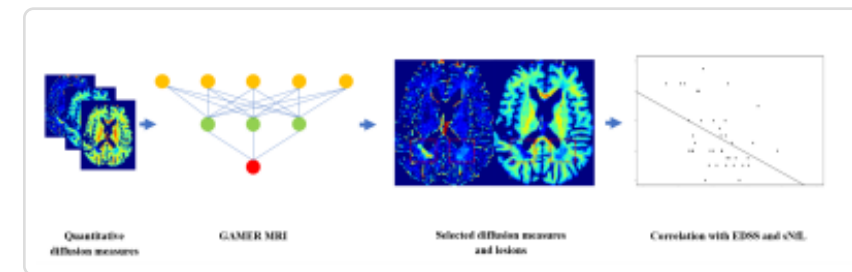 Quantitative
diffusion measures
GAMER MRI
Selected diffusion measures
and lesions
Correlation with EDSS and sNfL